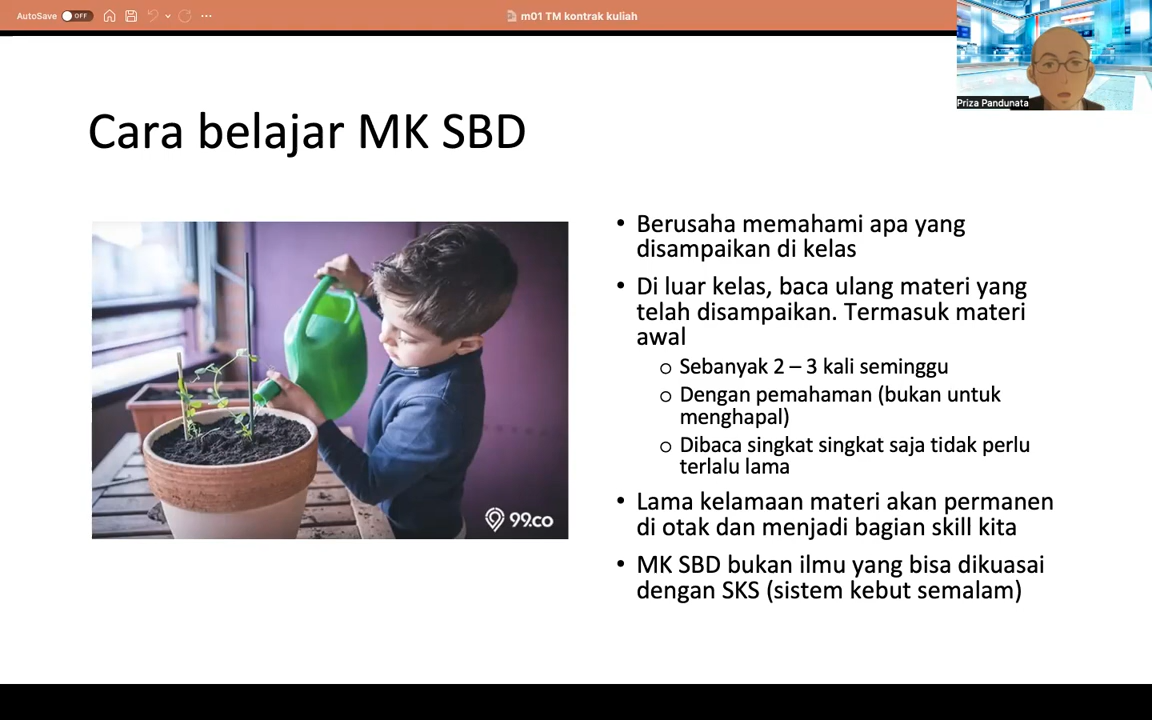 AutoSave OFF
m01 TM kontrak kuliah
Priza Pandunata
Cara belajar MK SBD
99.co
• Berusaha memahami apa yang
disampaikan di kelas
• Di luar kelas, baca ulang materi yang
telah disampaikan. Termasuk materi
awal
o Sebanyak 2 – 3 kali seminggu
o Dengan pemahaman (bukan untuk
menghapal)
o Dibaca singkat singkat saja tidak perlu
terlalu lama
• Lama kelamaan materi akan permanen
di otak dan menjadi bagian skill kita
• MK SBD bukan ilmu yang bisa dikuasai
dengan SKS (sistem kebut semalam)